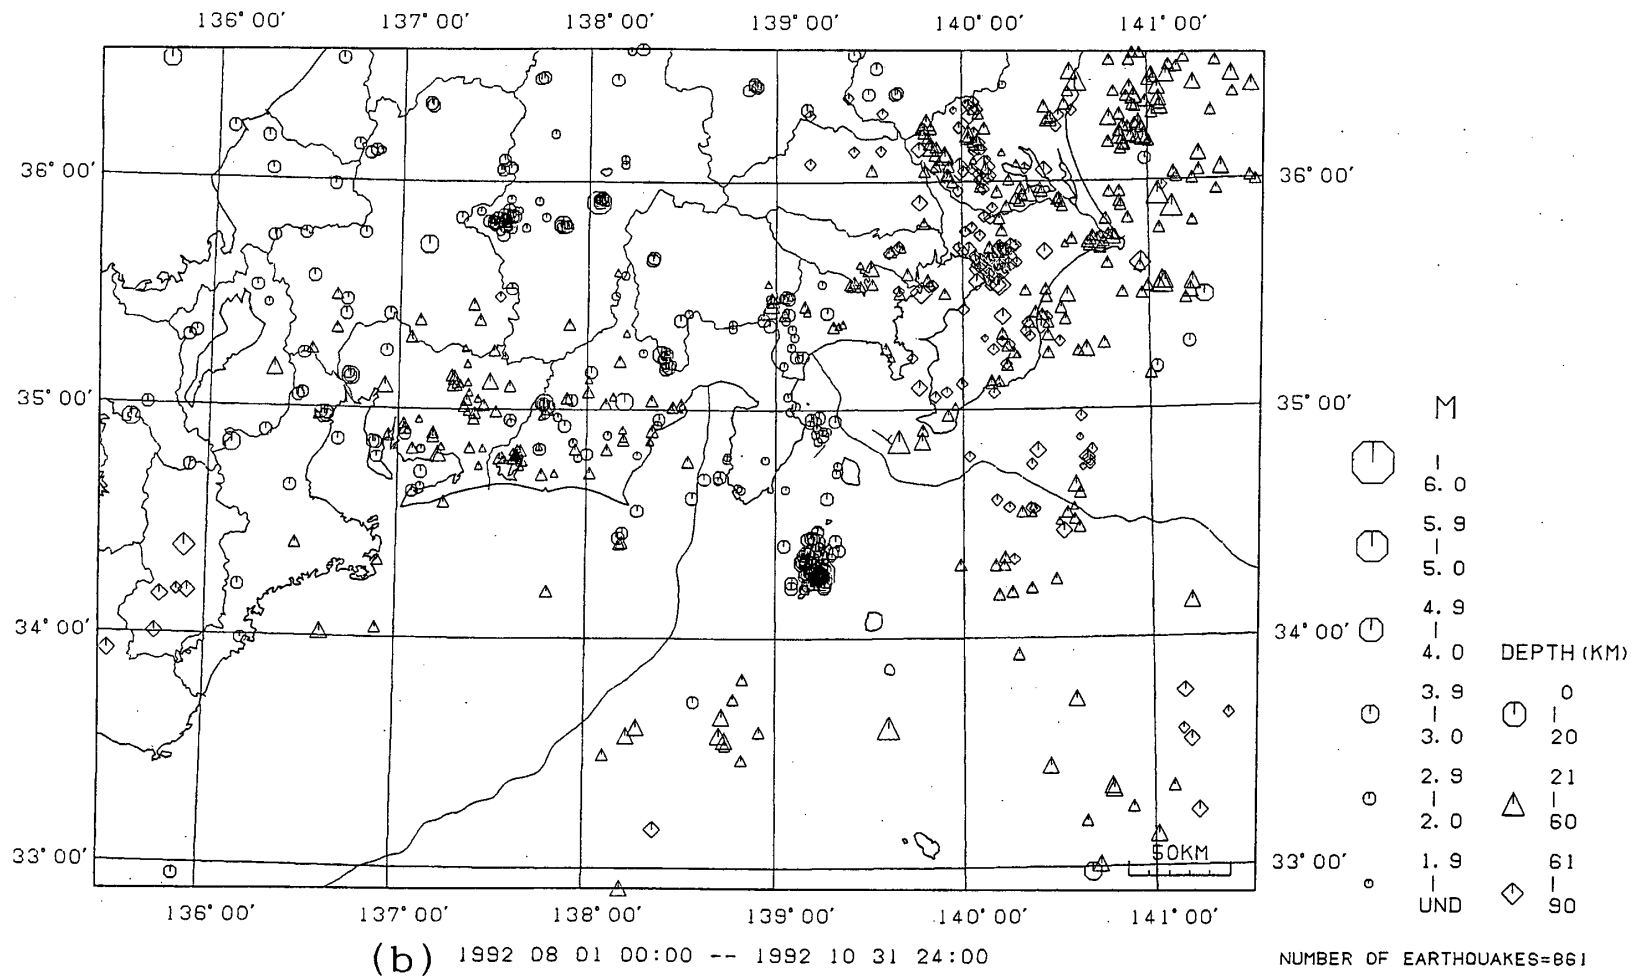 136° 00' 137° 00' 138° 00' 139° 00' 140° 00' 141° 00'
36° 00' 36° 00'
35° 00' 35° 00'
34° 00' 34° 00'
33° 00' 33° 00'
50KM
136° 00' 137° 00' 138° 00' 139° 00' 140° 00' 141° 00'
M
6.0
5.9
5.0
4.9
4.0 DEPTH (KM)
3.9 0
3.0 20
2.9 21
2.0 60
1.9 61
UND 90
(b) 1992 08 01 00:00 -- 1992 10 31 24:00
NUMBER OF EARTHQUAKES=861